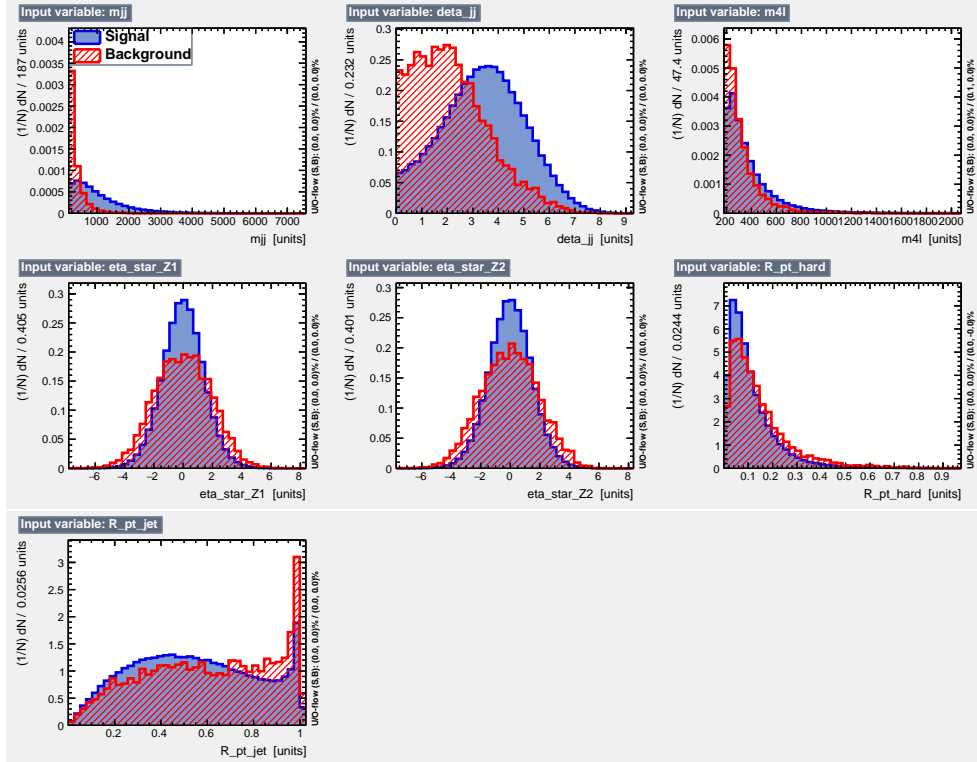 Input variable: mjj
(1/N) dN / 187 units
0.004
0.0035
0.003
0.0025
0.002
0.0015
0.001
0.0005
0
Signal
Background
1000 2000 3000 4000 5000 6000 7000
mjj [units]
U/O-flow (S,B): (0.0, 0.0)% / (0.0, 0.0)%
Input variable: deta_jj
(1/N) dN / 0.232 units
0.3
0.25
0.2
0.15
0.1
0.05
0
0 1 2 3 4 5 6 7 8 9
deta_jj [units]
U/O-flow (S,B): (0.0, 0.0)% / (0.0, 0.0)%
Input variable: m4l
(1/N) dN / 47.4 units
0.006
0.005
0.004
0.003
0.002
0.001
0
200 400 600 800 1000 1200 1400 1600 1800 2000
m4l [units]
U/O-flow (S,B): (0.0, 0.0)% / (0.1, 0.0)%
Input variable: eta_star_Z1
(1/N) dN / 0.405 units
0.3
0.25
0.2
0.15
0.1
0.05
0
−6 −4 −2 0 2 4 6 8
eta_star_Z1 [units]
U/O-flow (S,B): (0.0, 0.0)% / (0.0, 0.0)%
Input variable: eta_star_Z2
(1/N) dN / 0.401 units
0.3
0.25
0.2
0.15
0.1
0.05
0
−6 −4 −2 0 2 4 6 8
eta_star_Z2 [units]
U/O-flow (S,B): (0.0, 0.0)% / (0.0, 0.0)%
Input variable: R_pt_hard
(1/N) dN / 0.0244 units
7
6
5
4
3
2
1
0
0.1 0.2 0.3 0.4 0.5 0.6 0.7 0.8 0.9
R_pt_hard [units]
U/O-flow (S,B): (0.0, 0.0)% / (0.0, -0.0)%
Input variable: R_pt_jet
(1/N) dN / 0.0256 units
3
2.5
2
1.5
1
0.5
0
0.2 0.4 0.6 0.8 1
R_pt_jet [units]
U/O-flow (S,B): (0.0, 0.0)% / (0.0, 0.0)%